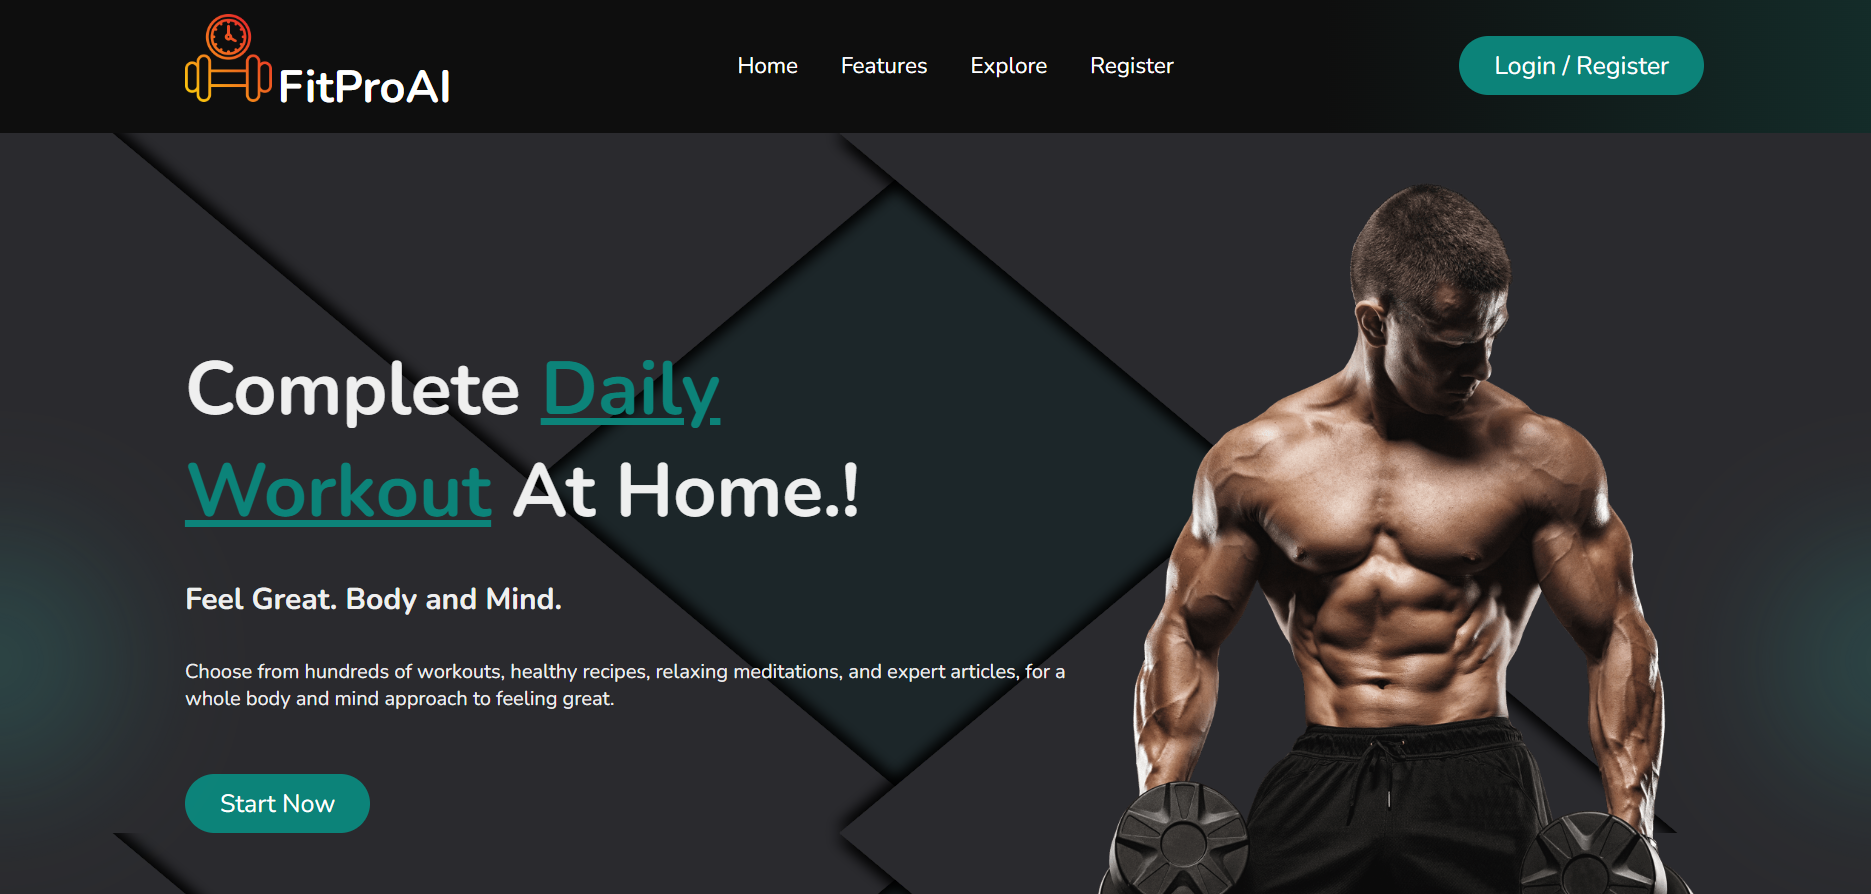 FitProAI
Home
Features
Explore
Register
Login / Register
Complete Daily
Workout At Home.!
Feel Great. Body and Mind.
Choose from hundreds of workouts, healthy recipes, relaxing meditations, and expert articles, for a
whole body and mind approach to feeling great.
Start Now